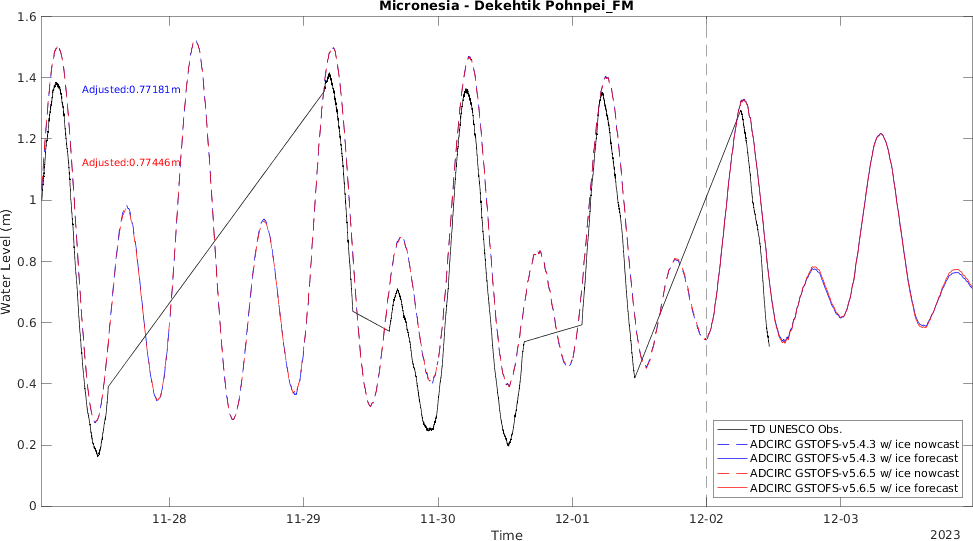 Micronesia - Dekehtik Pohnpei_FM
1.6
1.4
1.2
1
0.8
0.6
0.4
0.2
0
Water Level (m)
Adjusted:0.77181m
Adjusted:0.77446m
TD UNESCO Obs.
ADCIRC GSTOFS-v5.4.3 w/ ice nowcast
ADCIRC GSTOFS-v5.4.3 w/ ice forecast
ADCIRC GSTOFS-v5.6.5 w/ ice nowcast
ADCIRC GSTOFS-v5.6.5 w/ ice forecast
11-28 11-29 11-30 12-01 12-02 12-03
Time
2023